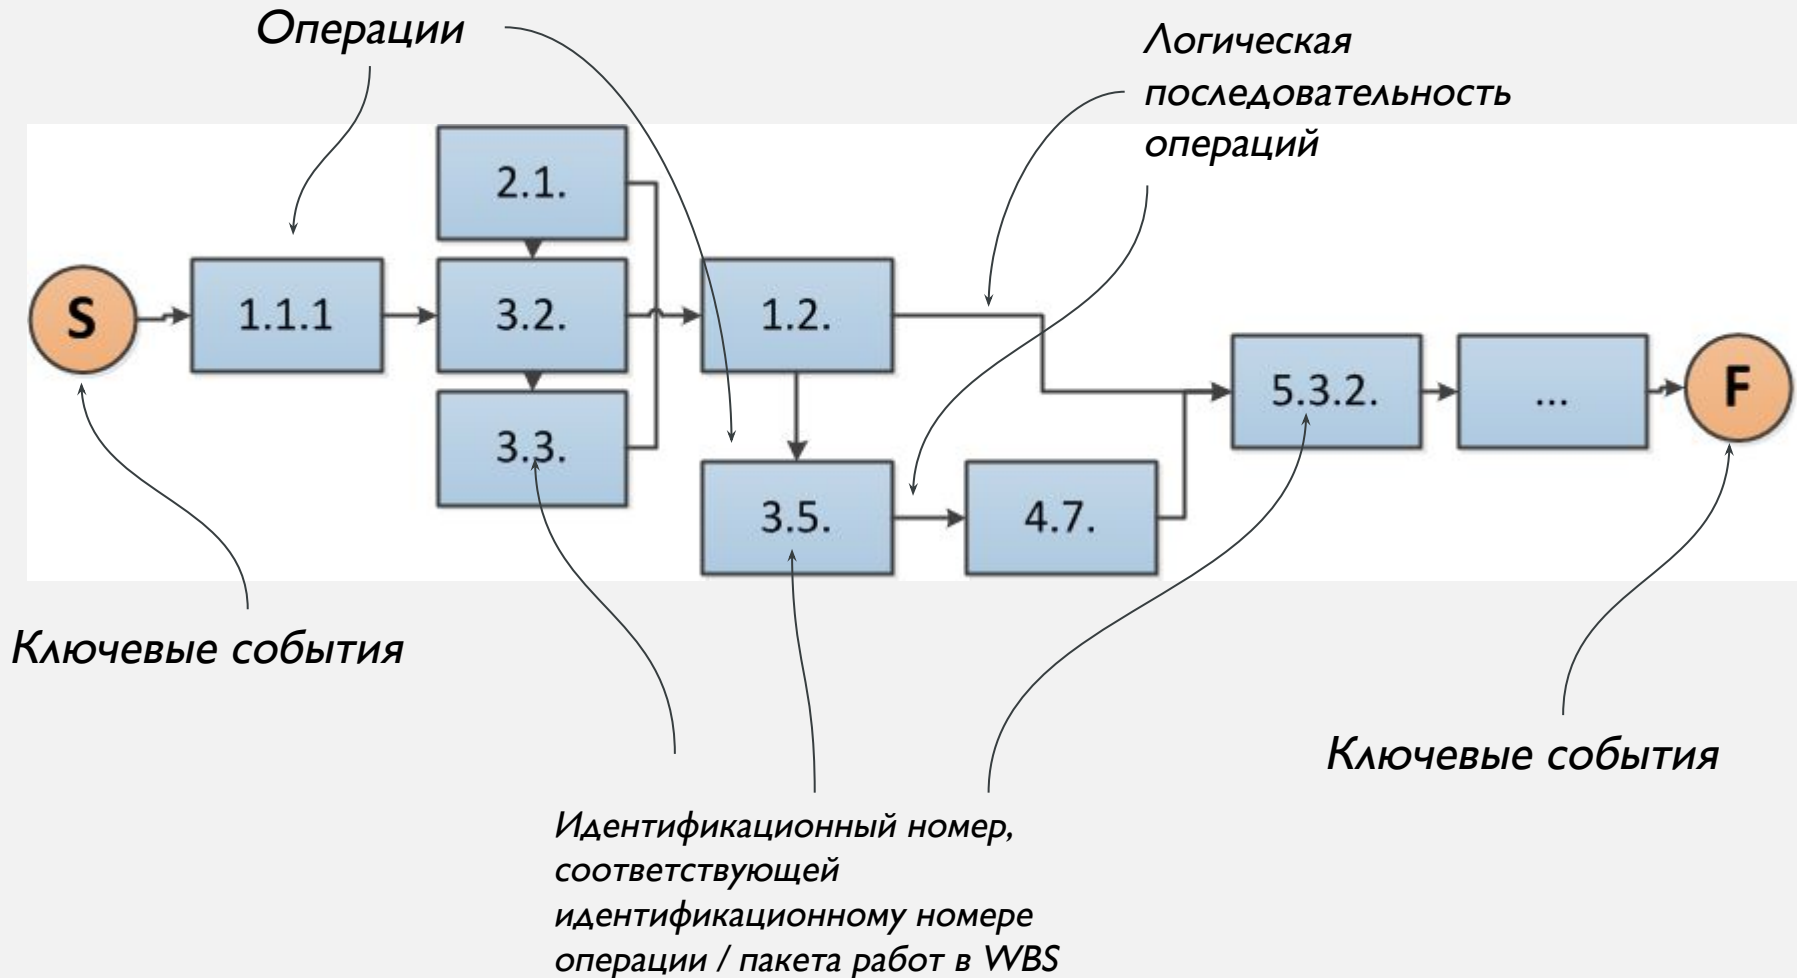 Операции
Логическая
последовательность
операций
2.1.
S
1.1.1
3.2.
1.2.
3.3.
5.3.2.
...
F
3.5.
4.7.
Ключевые события
Ключевые события
Идентификационный номер,
соответствующей
идентификационному номере
операции / пакета работ в WBS